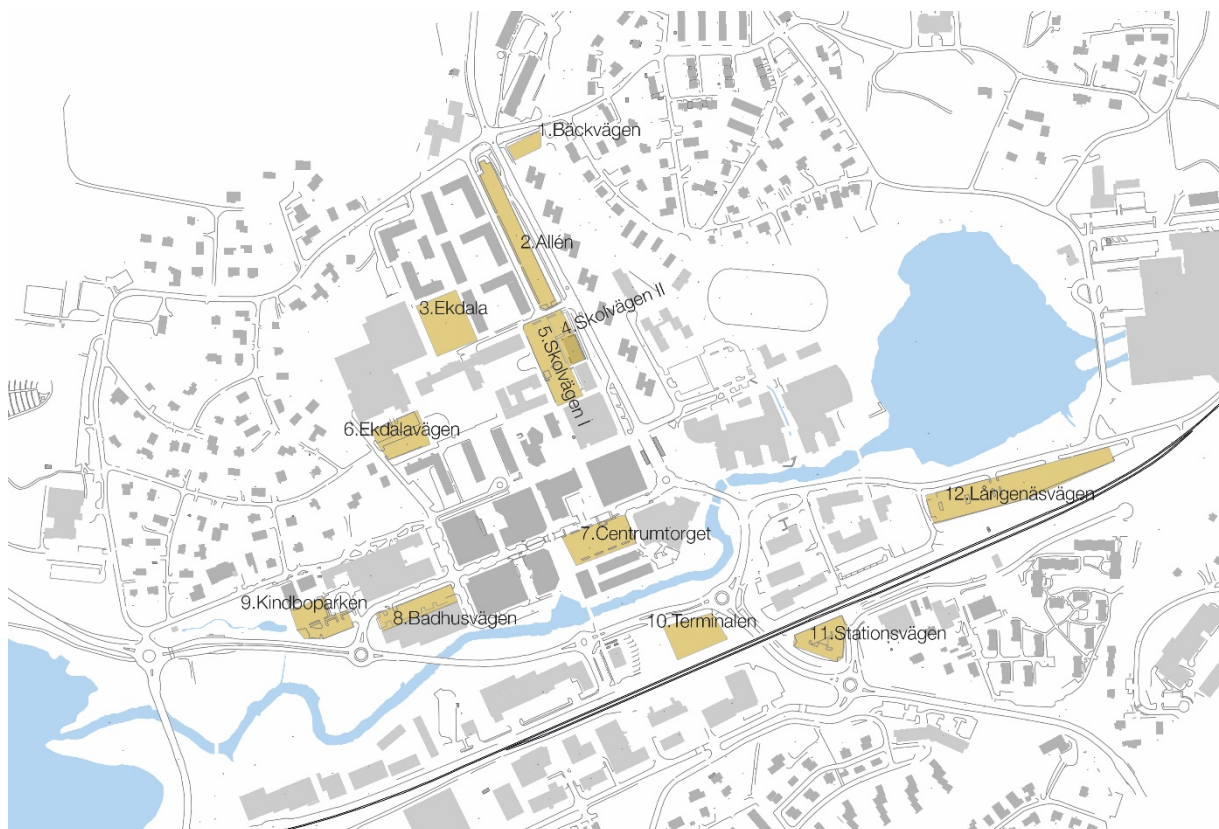 1.Bäckvägen
2.Allén
3.Ekdala
4.Skolvägen II
5.Skolvägen I
6.Ekdalavägen
7.Centrumtorget
8.Badhusvägen
9.Kindboparken
10.Terminalen
11.Stationsvägen
12.Långenäsvägen